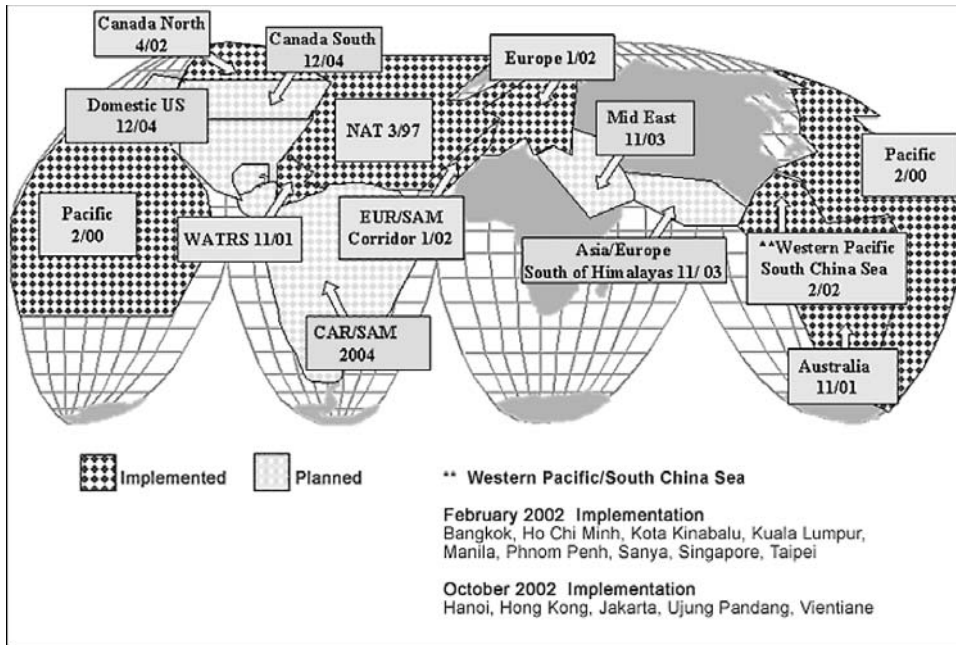 Canada North
4/02
Canada South
12/04
Europe 1/02
Domestic US
12/04
NAT 3/97
Mid East
11/03
Pacific
2/00
Pacific
2/00
WATRS 11/01
EUR/SAM
Corridor 1/02
Asia/Europe
South of Himalayas 11/ 03
**Western Pacific
South China Sea
2/02
CAR/SAM
2004
Australia
11/01
Implemented
Planned
** Western Pacific/South China Sea
February 2002 Implementation
Bangkok, Ho Chi Minh, Kota Kinabalu, Kuala Lumpur,
Manila, Phnom Penh, Sanya, Singapore, Taipei
October 2002 Implementation
Hanoi, Hong Kong, Jakarta, Ujung Pandang, Vientiane